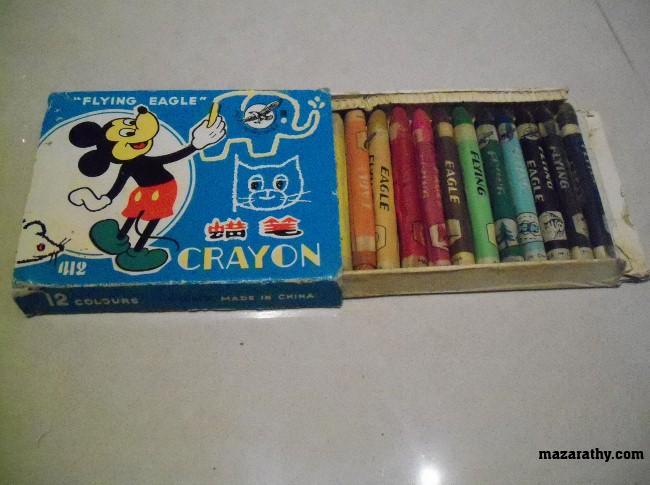 "FLYING EAGLE"
蜡 笔
CRAYON
412
12 COLOURS
MADE IN CHINA
EAGLE
EAGLE
FLYING
EAGLE
FLYING
mazarathy.com